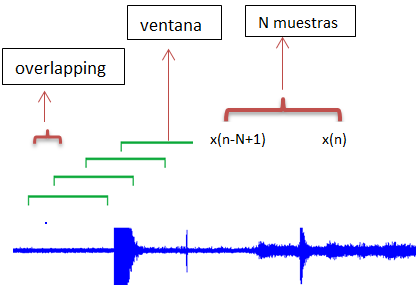 ventana
N muestras
overlapping
x(n-N+1)
x(n)